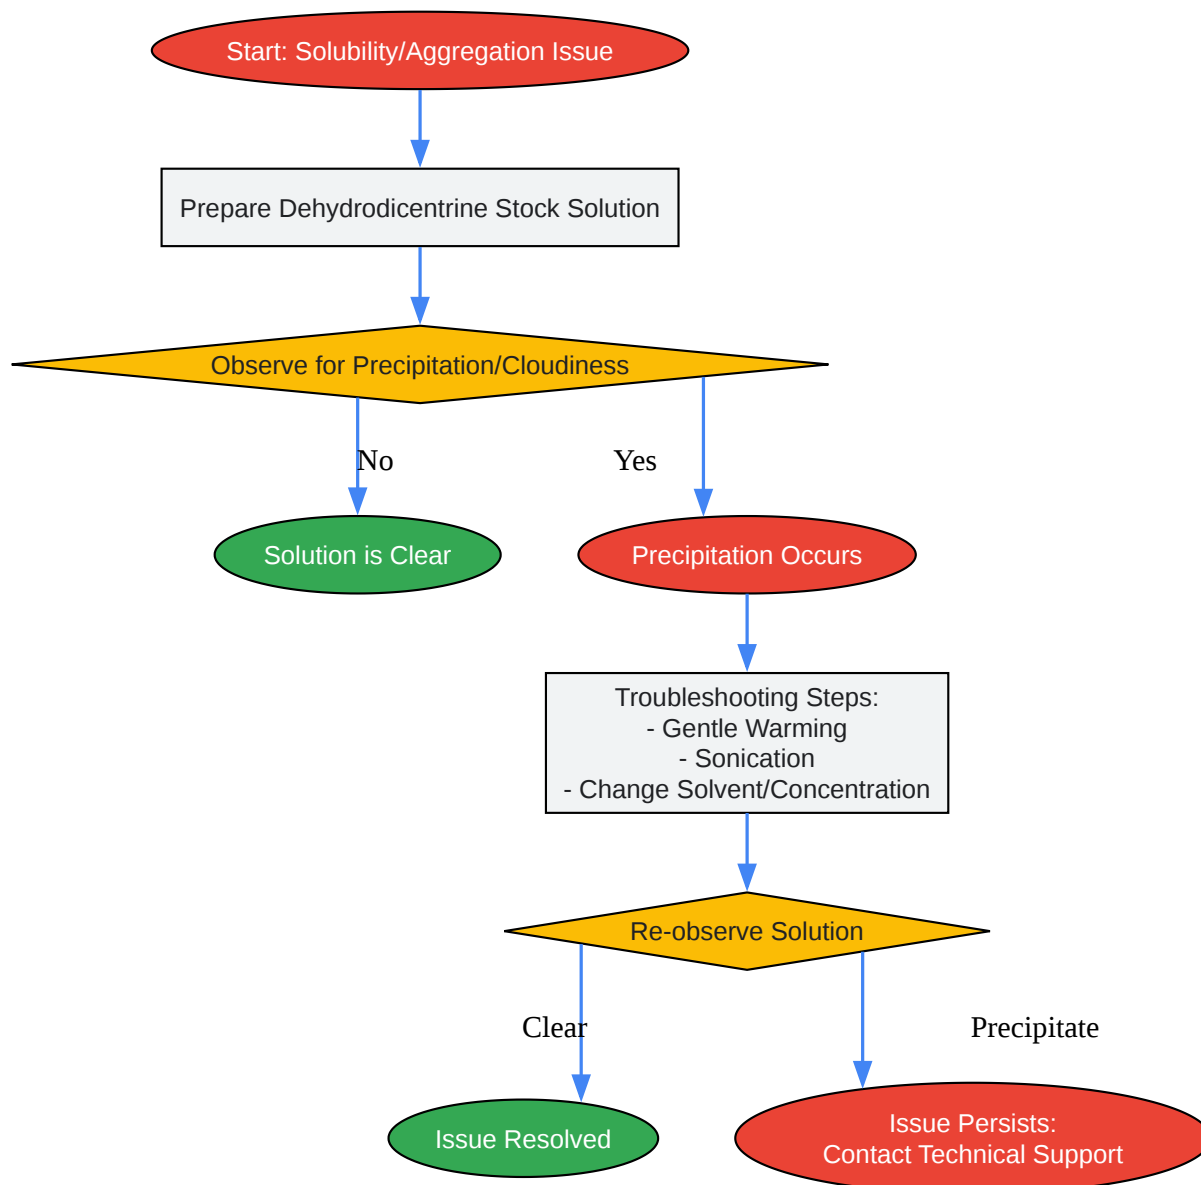 Start: Solubility/Aggregation Issue
Prepare Dehydrodicentrine Stock Solution
Observe for Precipitation/Cloudiness
No
Yes
Solution is Clear
Precipitation Occurs
Troubleshooting Steps:
- Gentle Warming
- Sonication
- Change Solvent/Concentration
Re-observe Solution
Clear
Precipitate
Issue Resolved
Issue Persists:
Contact Technical Support